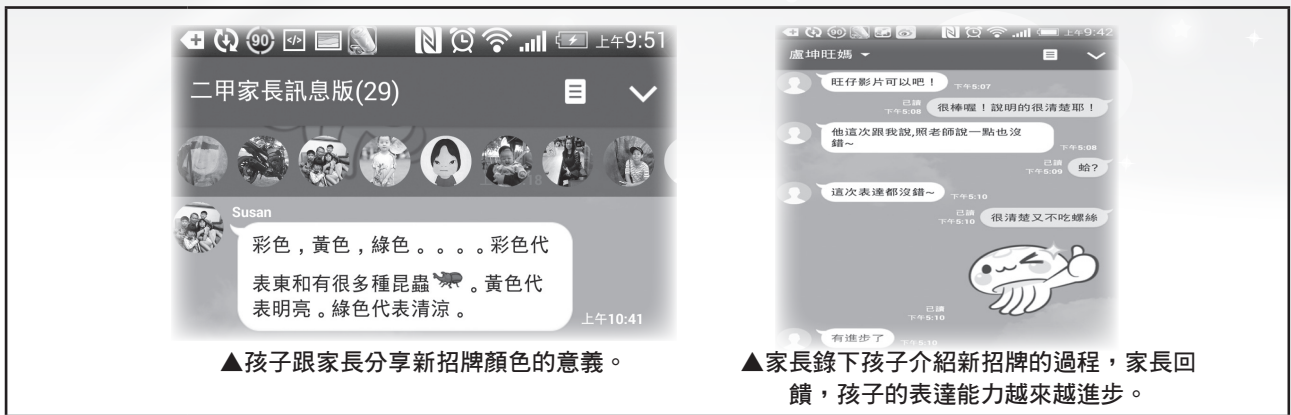 90
上午9:51
二甲家長訊息版(29)
Susan
彩色，黃色，綠色。。。。彩色代
表東和有很多種昆蟲。黃色代
表明亮。綠色代表清涼。
上午10:41
▲孩子跟家長分享新招牌顏色的意義。
90
上午9:42
盧坤旺媽
旺仔影片可以吧！
下午5:07
已讀
下午5:08
很棒喔！說明的很清楚耶！
他這次跟我說,照老師說一點也沒
錯~
下午5:08
已讀
下午5:09
蛤?
這次表達都沒錯~
下午5:10
已讀
下午5:10
很清楚又不吃螺絲
已讀
下午5:10
有進步了
下午5:10
▲家長錄下孩子介紹新招牌的過程，家長回
饋，孩子的表達能力越來越進步。